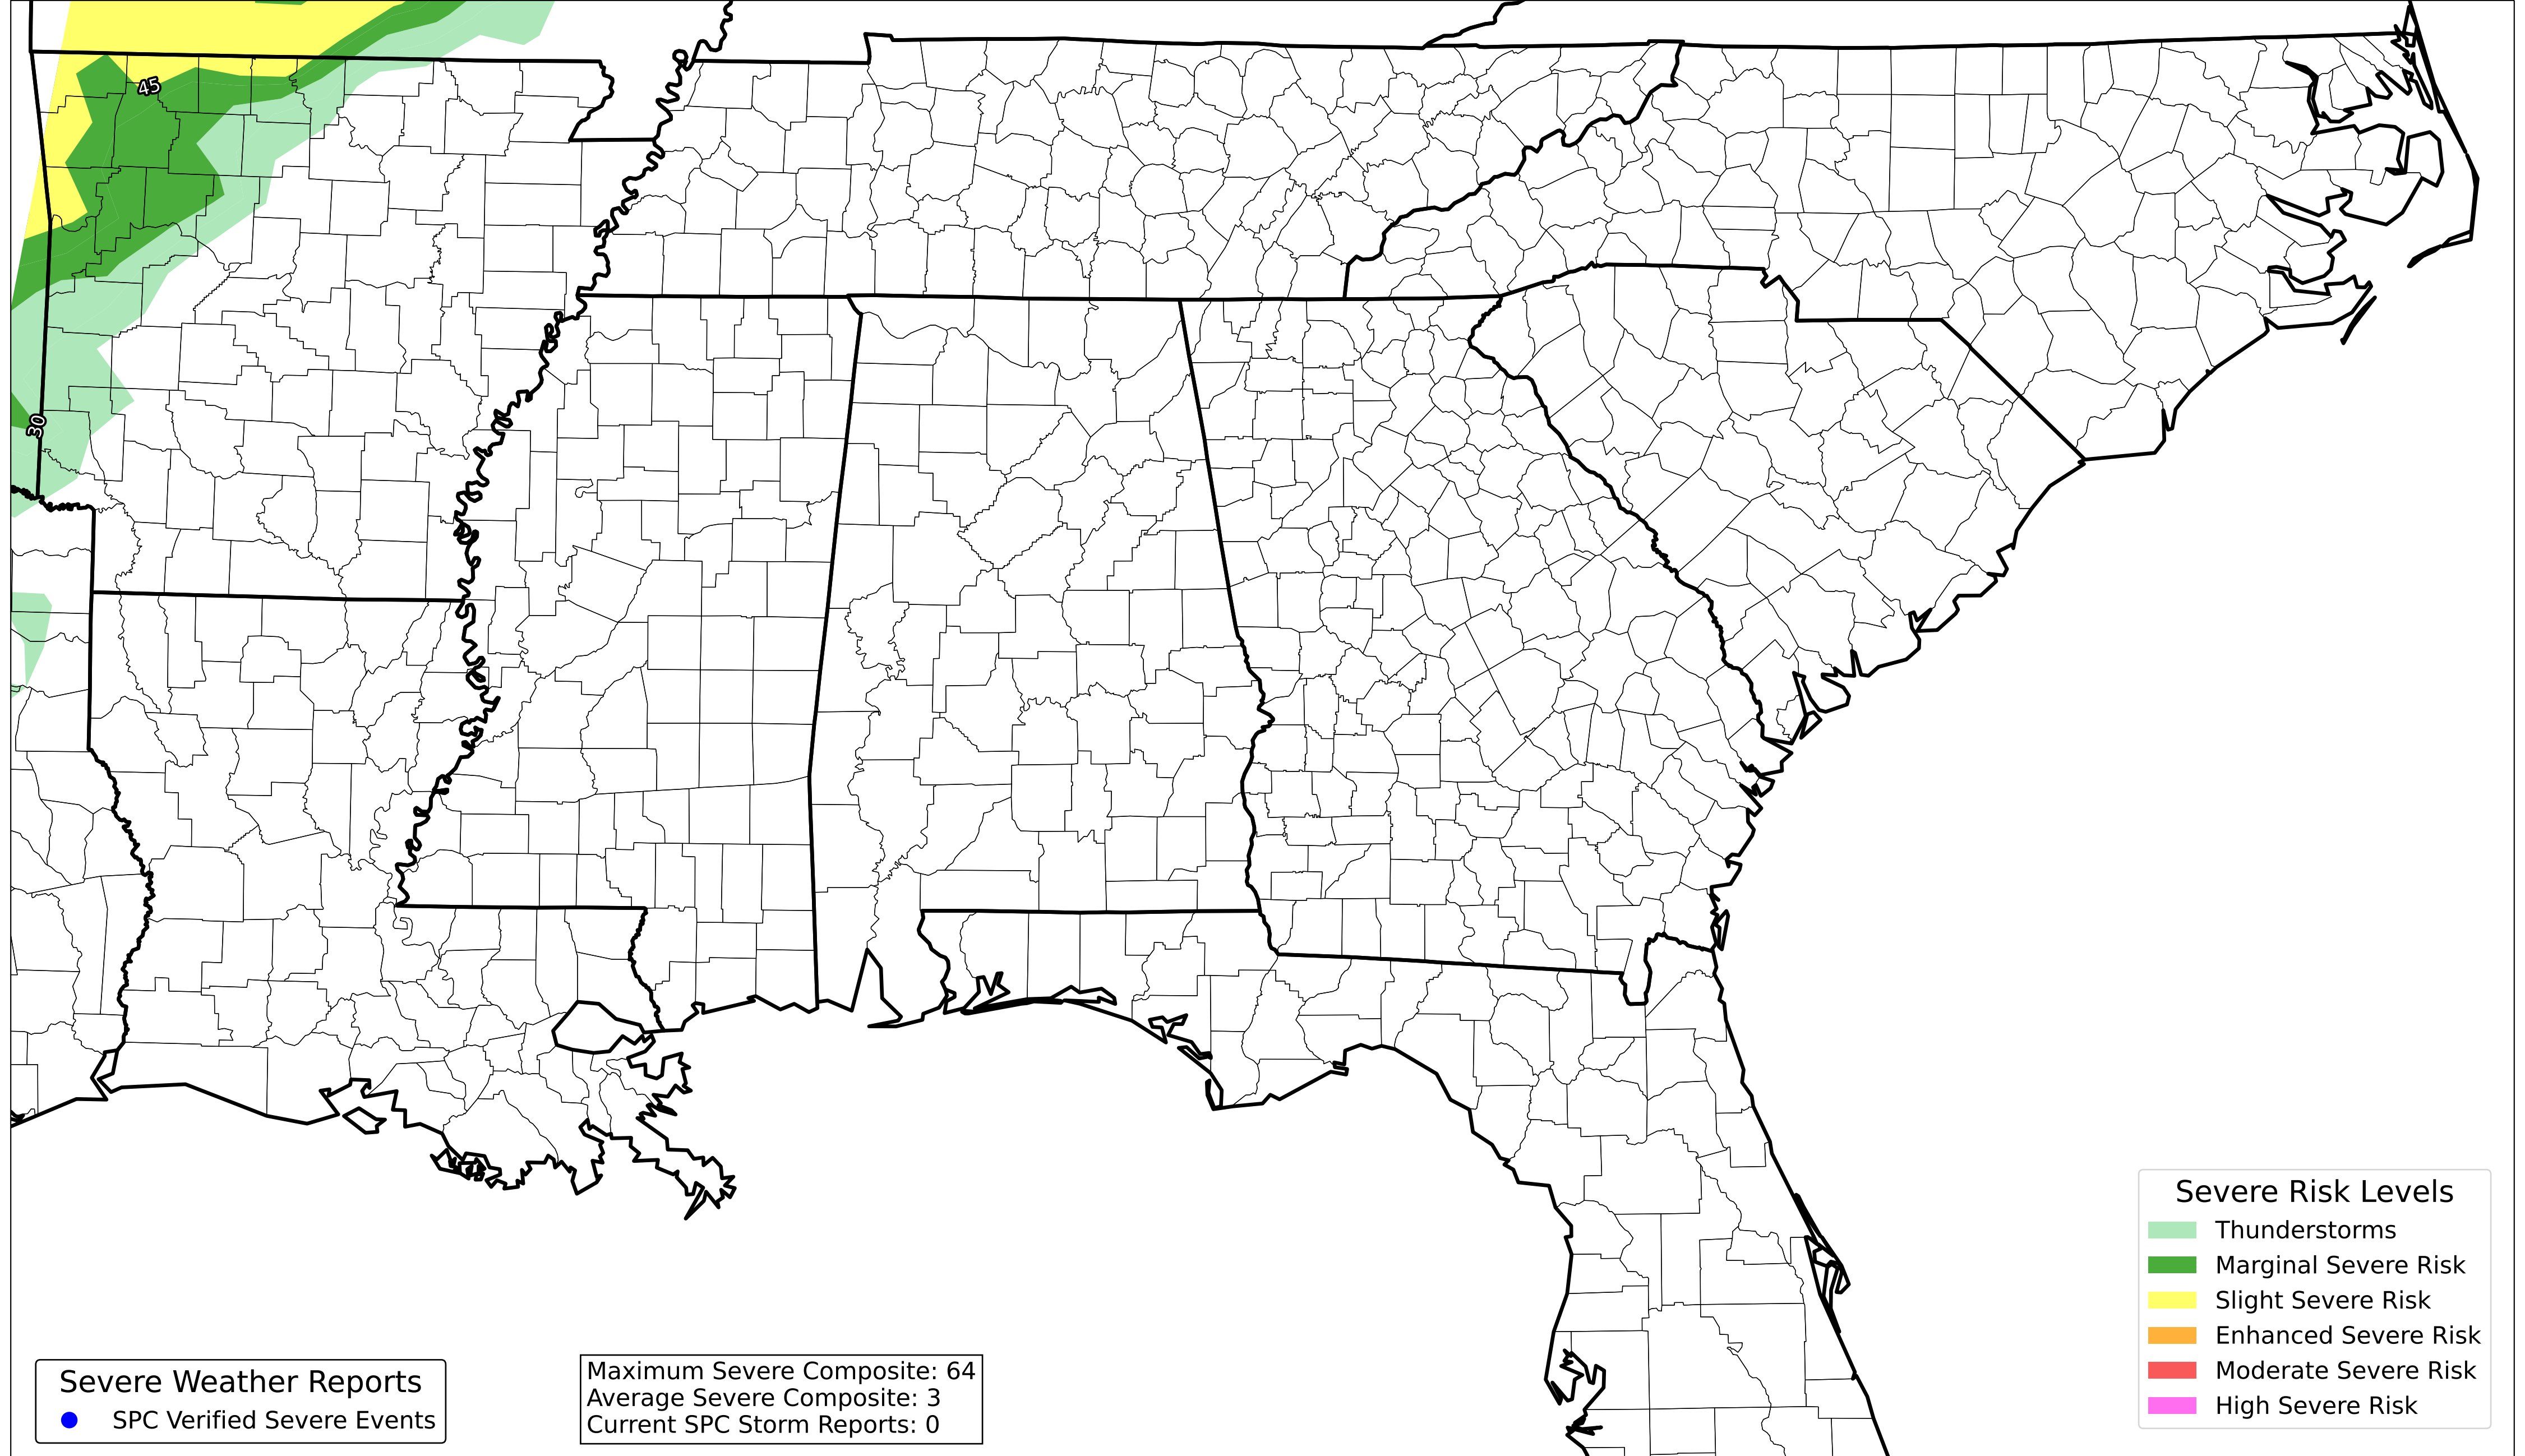 45
30
Severe Weather Reports
SPC Verified Severe Events
Maximum Severe Composite: 64
Average Severe Composite: 3
Current SPC Storm Reports: 0
Severe Risk Levels
Thunderstorms
Marginal Severe Risk
Slight Severe Risk
Enhanced Severe Risk
Moderate Severe Risk
High Severe Risk